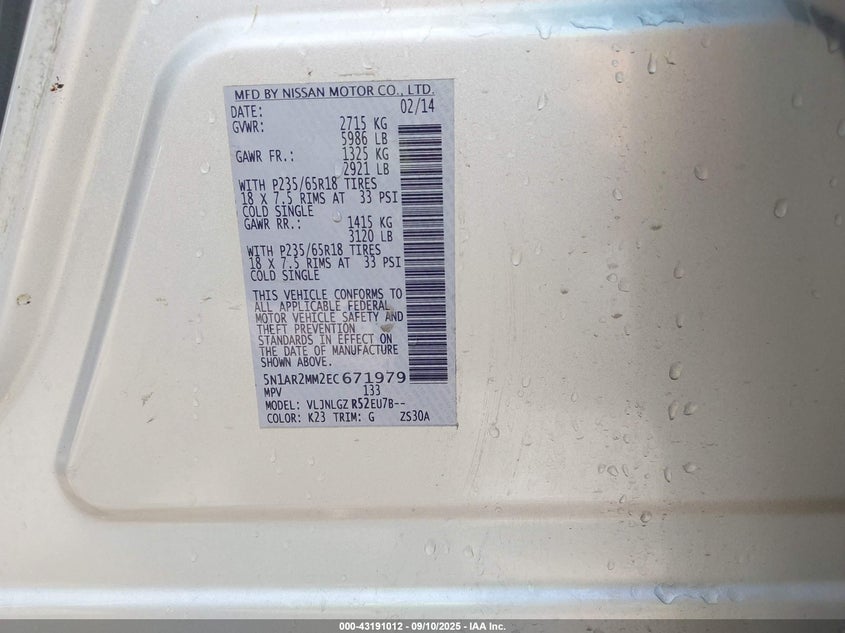 MFD BY NISSAN MOTOR CO., LTD.
DATE: 02/14
GVWR: 2715 KG
5986 LB
GAWR FR.: 1325 KG
2921 LB
WITH P235/65R18 TIRES
18 X 7.5 RIMS AT 33 PSI
COLD SINGLE
GAWR RR.: 1415 KG
3120 LB
WITH P235/65R18 TIRES
18 X 7.5 RIMS AT 33 PSI
COLD SINGLE
THIS VEHICLE CONFORMS TO
ALL APPLICABLE FEDERAL
MOTOR VEHICLE SAFETY AND
THEFT PREVENTION
STANDARDS IN EFFECT ON
THE DATE OF MANUFACTURE
SHOWN ABOVE.
5N1AR2MM2EC671979
MPV 133
MODEL: VLJNLGZ R52EU7B--
COLOR: K23 TRIM: G ZS30A
000-43191012 - 09/10/2025 - IAA Inc.